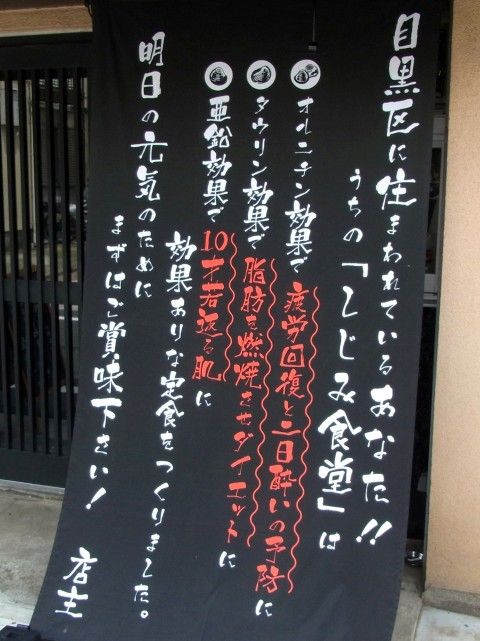 目黒区に住まわれているあなた!!
うちの「しじみ食堂」は
オルニチン効果で疲労回復と二日酔いの予防に
タウリン効果で脂肪を燃焼させダイエットに
亜鉛効果で10才若返る肌に
効果ありな定食をつくりました。
明日の元気のために
まずはご賞味下さい!
店主